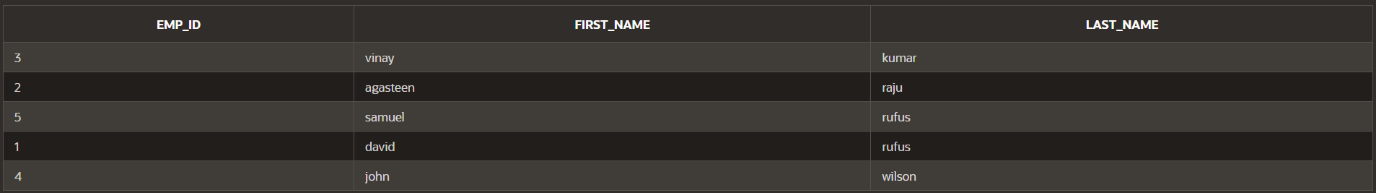 EMP_ID FIRST_NAME LAST_NAME
3 vinay kumar
2 agasteen raju
5 samuel rufus
1 david rufus
4 john wilson